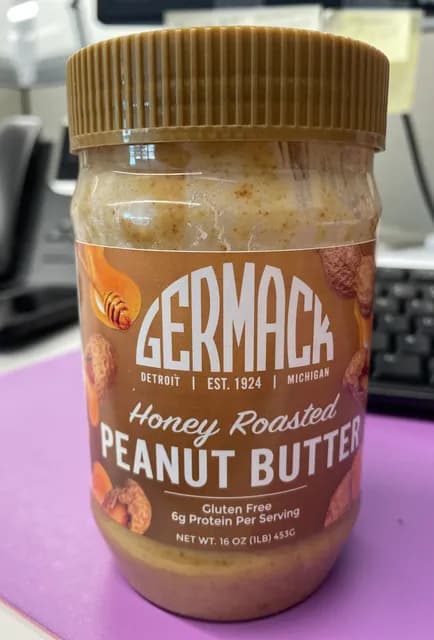 GERMACK
DETROIT | EST. 1924 | MICHIGAN
Honey Roasted
PEANUT BUTTER
Gluten Free
6g Protein Per Serving
NET WT. 16 OZ (1LB) 453G